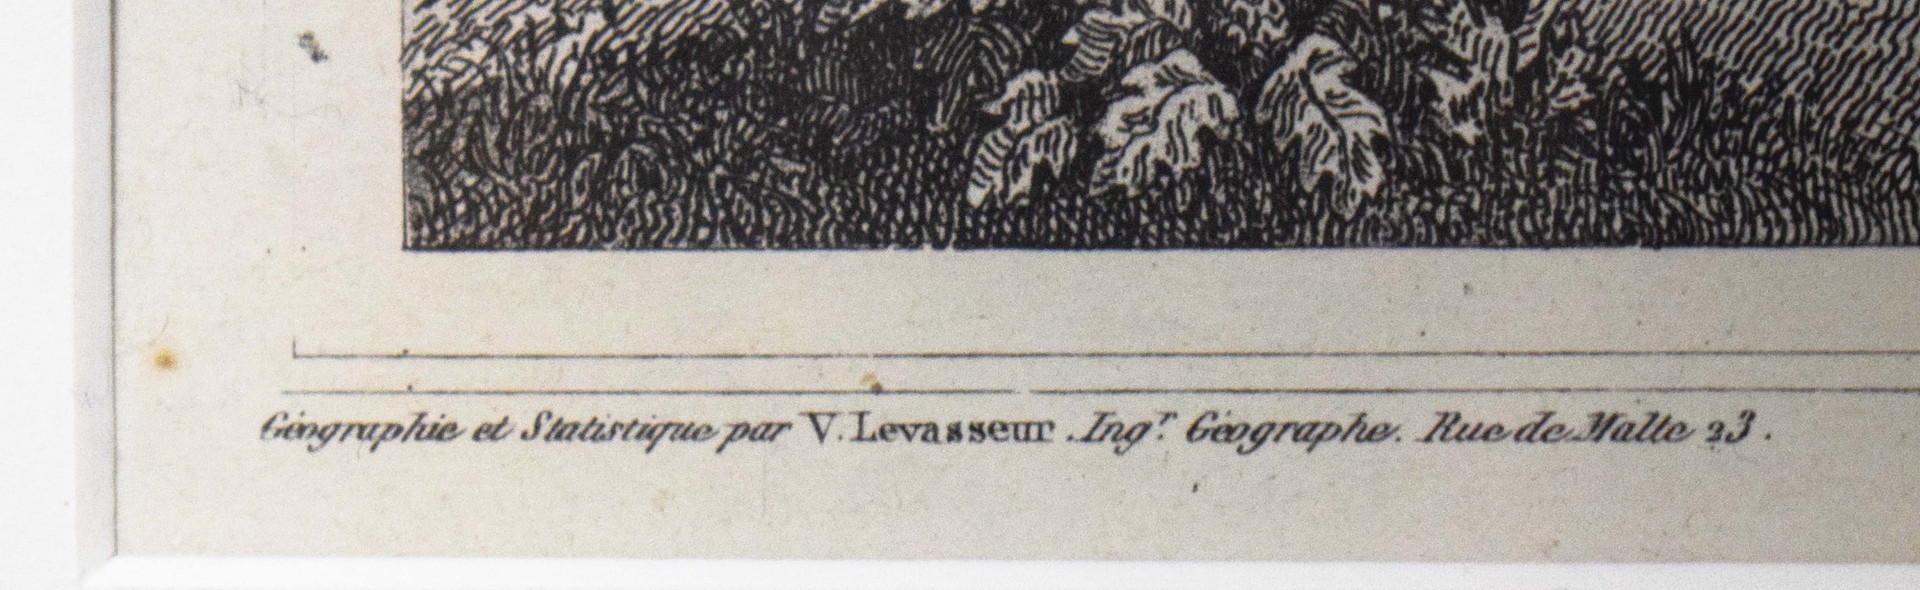 Géographie et Statistique par V. Levasseur . Ingr. Géographe. Rue de Malte 23.